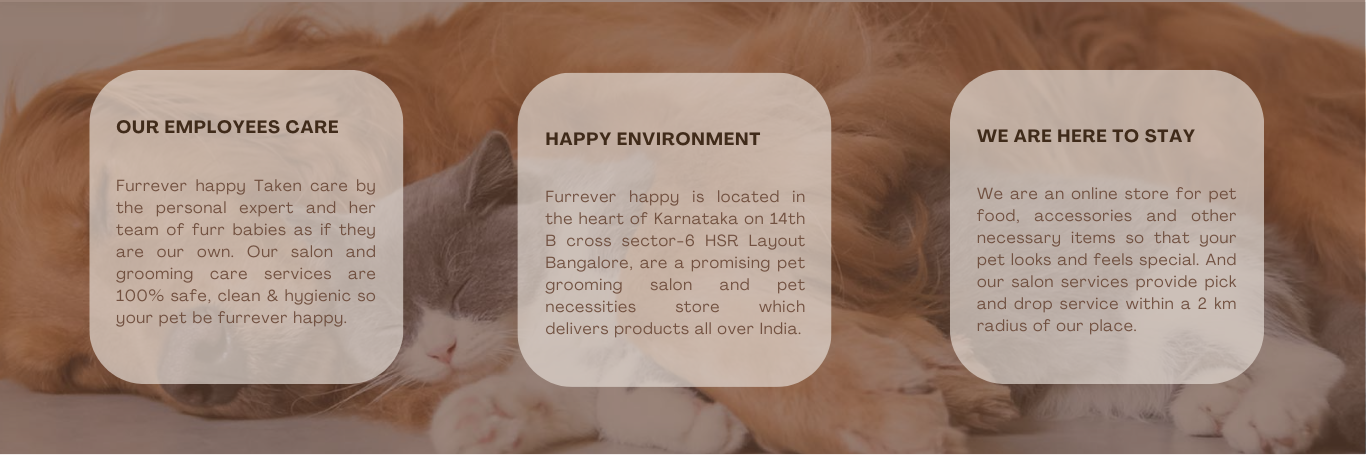 OUR EMPLOYEES CARE
Furrever happy Taken care by
the personal expert and her
team of furr babies as if they
are our own. Our salon and
grooming care services are
100% safe, clean & hygienic so
your pet be furrever happy.
HAPPY ENVIRONMENT
Furrever happy is located in
the heart of Karnataka on 14th
B cross sector-6 HSR Layout
Bangalore, are a promising pet
grooming salon and pet
necessities store which
delivers products all over India.
WE ARE HERE TO STAY
We are an online store for pet
food, accessories and other
necessary items so that your
pet looks and feels special. And
our salon services provide pick
and drop service within a 2 km
radius of our place.